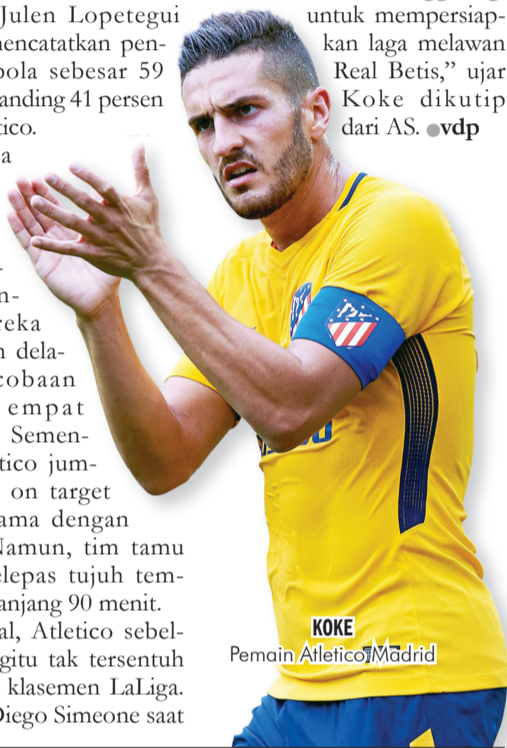 Julen Lopetegui
mencatatkan pen-
bola sebesar 59
anding 41 persen
tico.
a
n-
reka
n dela-
cobaan
empat
Semen-
tico jum-
on target
ama dengan
Namun, tim tamu
elepas tujuh tem-
anjang 90 menit.
al, Atletico sebel-
gitu tak tersentuh
klasemen LaLiga.
Diego Simeone saat
untuk mempersiap-
kan laga melawan
Real Betis,” ujar
Koke dikutip
dari AS. ●vdp
KOKE
Pemain Atletico Madrid